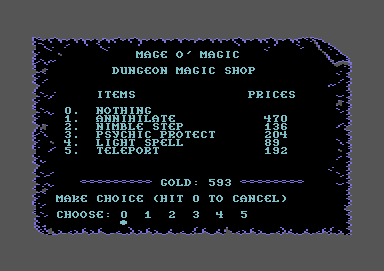 MAGE O' MAGIC
DUNGEON MAGIC SHOP
ITEMS PRICES
0. NOTHING
1. ANNIHILATE 470
2. NIMBLE STEP 136
3. PSYCHIC PROTECT 204
4. LIGHT SPELL 89
5. TELEPORT 192
GOLD: 593
MAKE CHOICE (HIT 0 TO CANCEL)
CHOOSE: 0 1 2 3 4 5